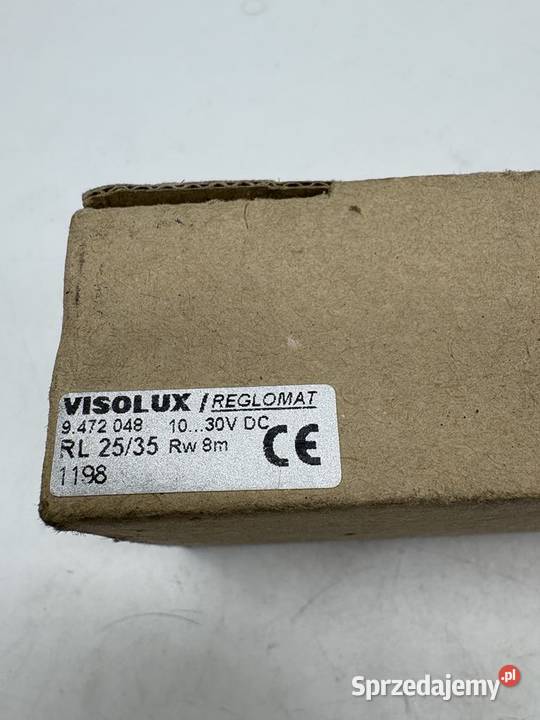 VISOLUX / REGLOMAT
9.472 048 10...30V DC
RL 25/35 Rw 8m
CE
1198
Sprzedajemy.pl